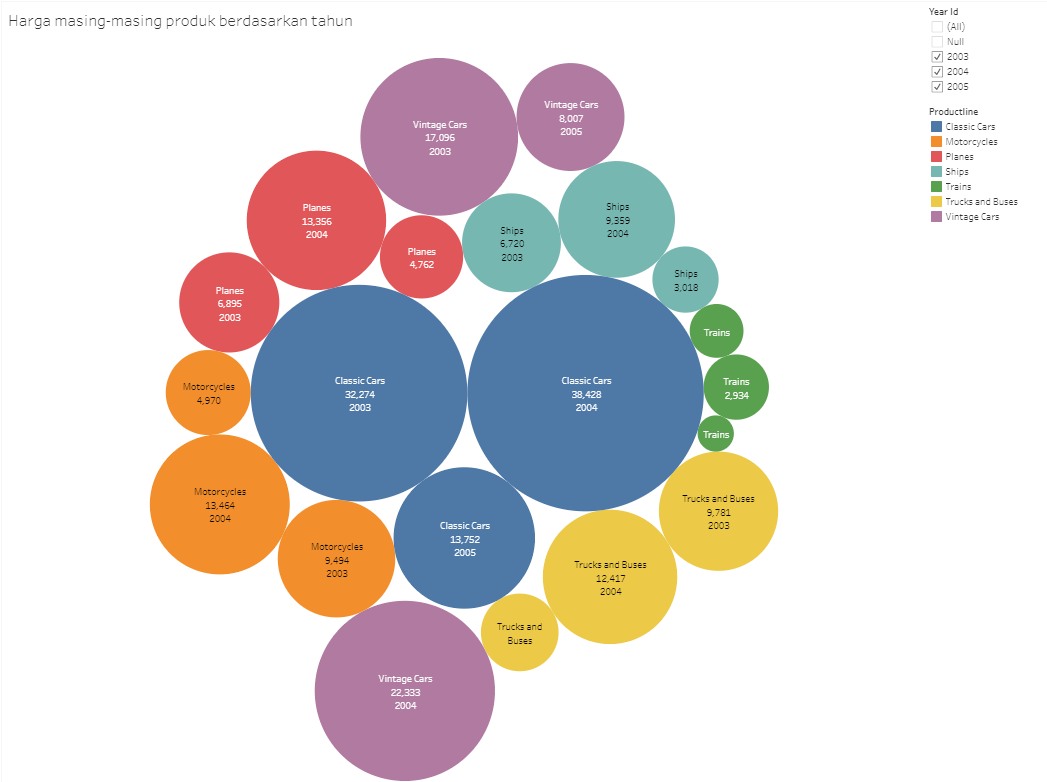 Harga masing-masing produk berdasarkan tahun
Year Id
(All)
Null
2003
2004
2005
Productline
Classic Cars
Motorcycles
Planes
Ships
Trains
Trucks and Buses
Vintage Cars
Vintage Cars
17,096
2003
Vintage Cars
8,007
2005
Planes
13,356
2004
Ships
9,359
2004
Ships
6,720
2003
Planes
4,762
Ships
3,018
Planes
6,895
2003
Trains
Classic Cars
32,274
2003
Classic Cars
38,428
2004
Trains
2,934
Motorcycles
4,970
Trains
Motorcycles
13,464
2004
Trucks and Buses
9,781
2003
Classic Cars
13,752
2005
Motorcycles
9,494
2003
Trucks and Buses
12,417
2004
Trucks and
Buses
Vintage Cars
22,333
2004